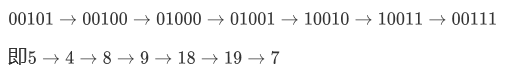 00101 → 00100 → 01000 → 01001 → 10010 → 10011 → 00111
即5 → 4 → 8 → 9 → 18 → 19 → 7